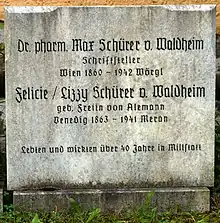 Dr. pharm. Max Schürer v. Waldheim
Schriftsteller
Wien 1860 - 1942 Wörgl
Felicie / Lizzy Schürer v. Waldheim
geb. Freiin von Alemann
Venedig 1863 - 1941 Meran
Lebten und wirkten über 40 Jahre in Millstatt